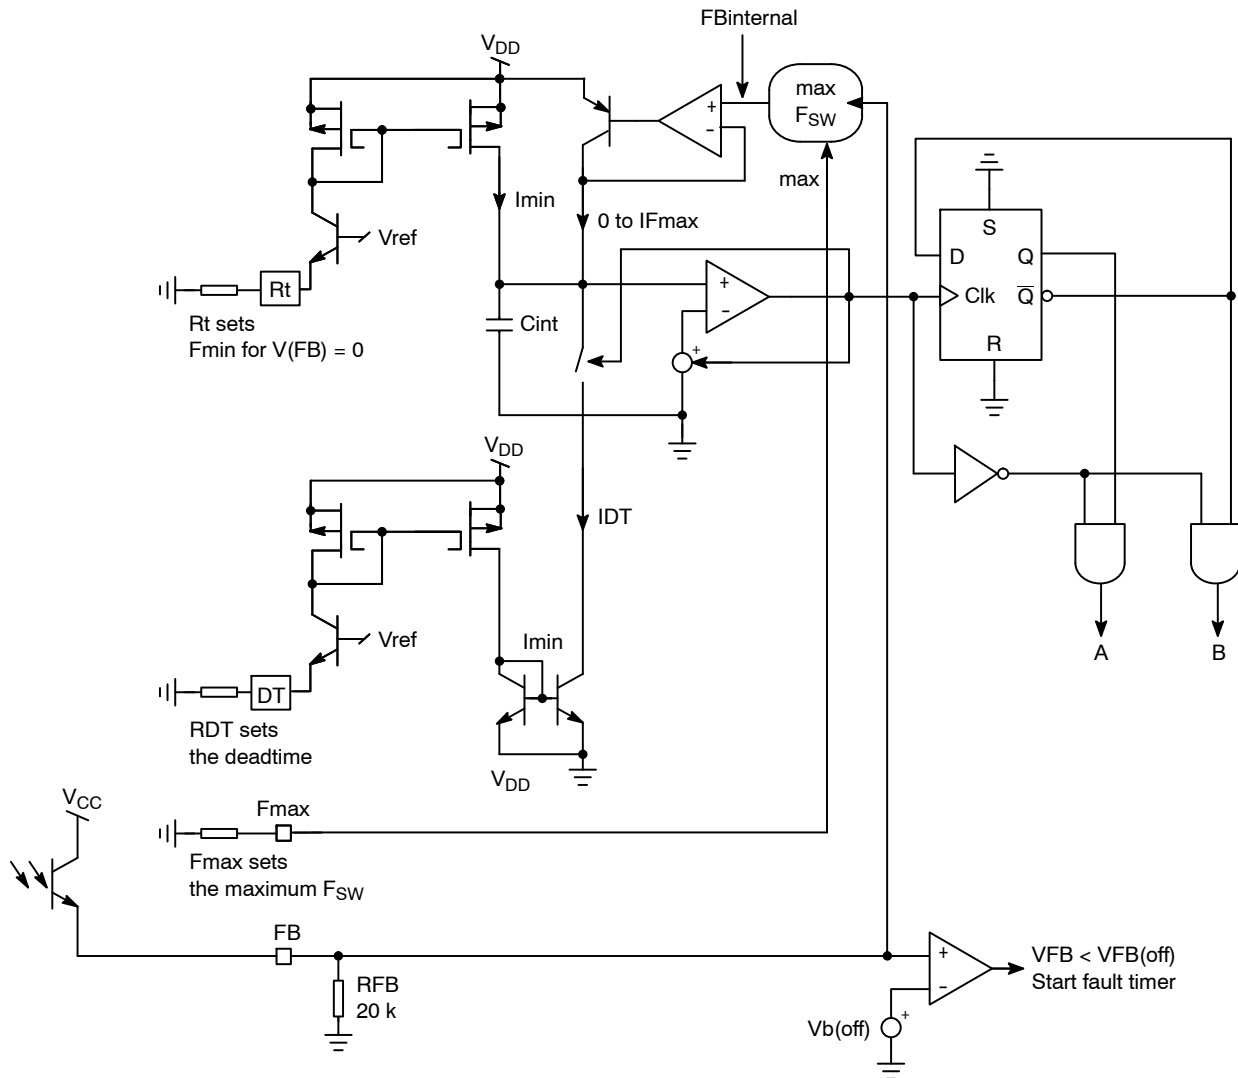 FBinternal
VDD
max
FSW
max
Imin
0 to IFmax
Vref
Rt
Rt sets
Fmin for V(FB) = 0
Cint
+
−
+
−
+
S
D
Q
Clk
Q
R
VDD
IDT
Vref
Imin
DT
RDT sets
the deadtime
VDD
A
B
VCC
Fmax
Fmax sets
the maximum FSW
FB
RFB
20 k
+
−
VFB < VFB(off)
Start fault timer
Vb(off)
+